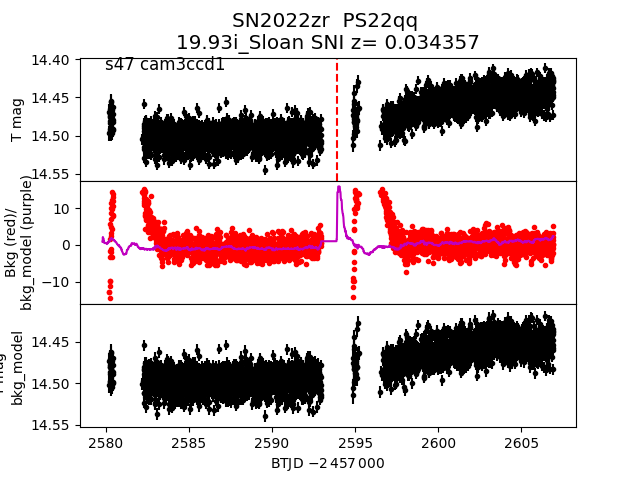 SN2022zr PS22qq
19.93i_Sloan SNI z= 0.034357
s47 cam3ccd1
14.40
14.45
14.50
14.55
T mag
10
0
−10
Bkg (red)/
bkg_model (purple)
14.45
14.50
14.55
mag
bkg_model
2580
2585
2590
2595
2600
2605
BTJD −2 457 000